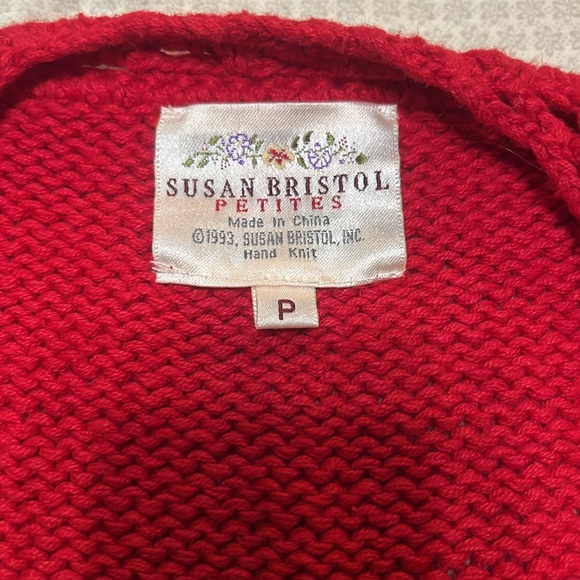 SUSAN BRISTOL
PETITES
Made in China
©1993, SUSAN BRISTOL, INC.
Hand Knit
P